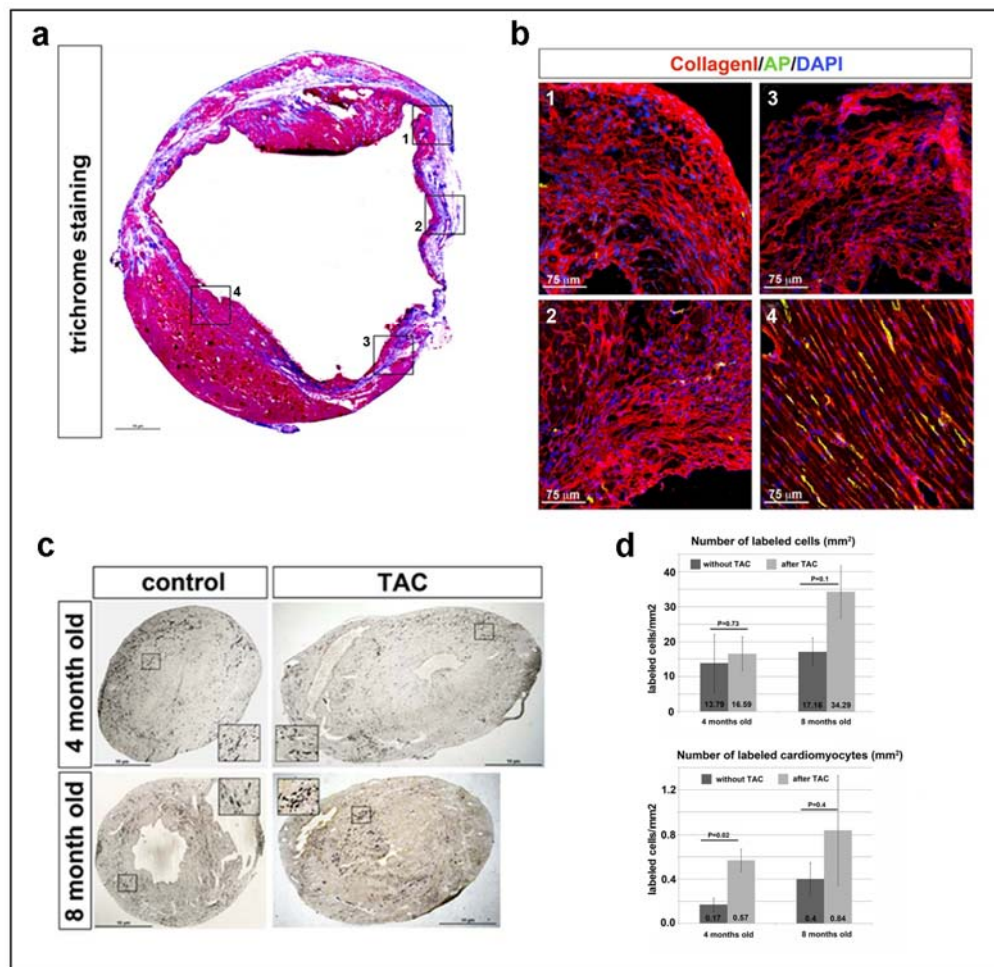 a
trichrome staining
1
2
3
4
b
CollagenI/AP/DAPI
1
75 μm
3
75 μm
2
75 μm
4
75 μm
c
control
TAC
4 month old
8 month old
d
Number of labeled cells (mm²)
without TAC
after TAC
labeled cells/mm2
40
30
20
10
0
P=0.73
P=0.1
13.79
16.59
17.16
34.29
4 months old
8 months old
Number of labeled cardiomyocytes (mm²)
without TAC
after TAC
labeled cells/mm2
1.2
0.8
0.4
0
P=0.02
P=0.4
0.17
0.57
0.4
0.84
4 months old
8 months old